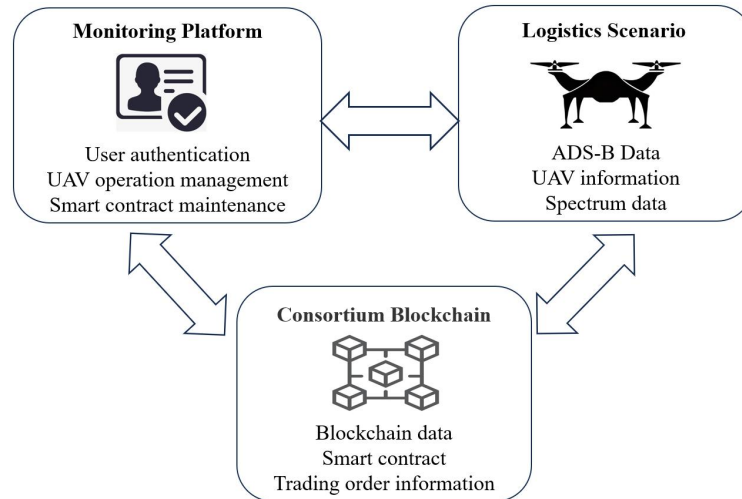 Monitoring Platform
User authentication
UAV operation management
Smart contract maintenance
Logistics Scenario
ADS-B Data
UAV information
Spectrum data
Consortium Blockchain
Blockchain data
Smart contract
Trading order information